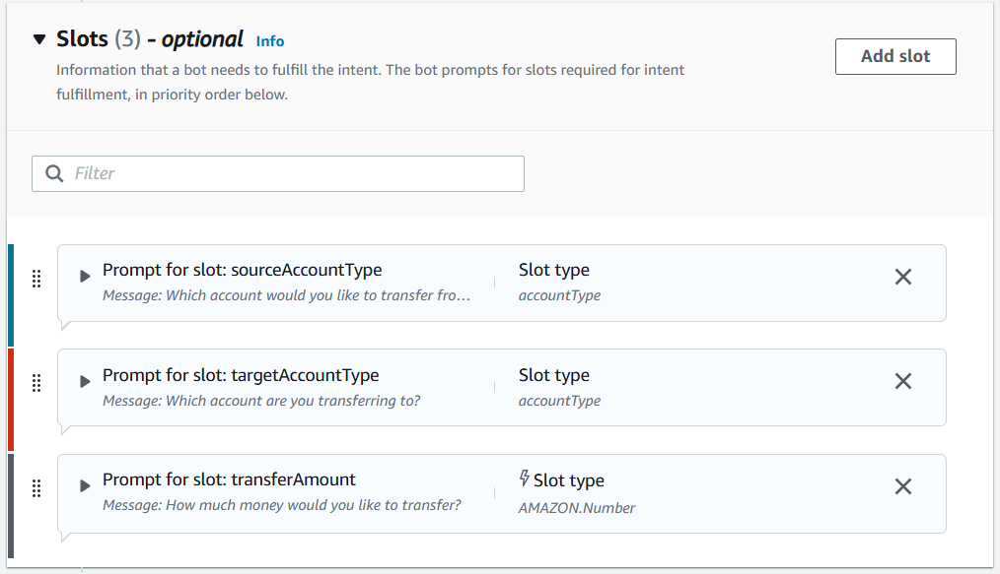 Slots (3) - optional Info
Add slot
Information that a bot needs to fulfill the intent. The bot prompts for slots required for intent
fulfillment, in priority order below.
Filter
Prompt for slot: sourceAccountType
Message: Which account would you like to transfer fro...
Slot type
accountType
Prompt for slot: targetAccountType
Message: Which account are you transferring to?
Slot type
accountType
Prompt for slot: transferAmount
Message: How much money would you like to transfer?
Slot type
AMAZON.Number